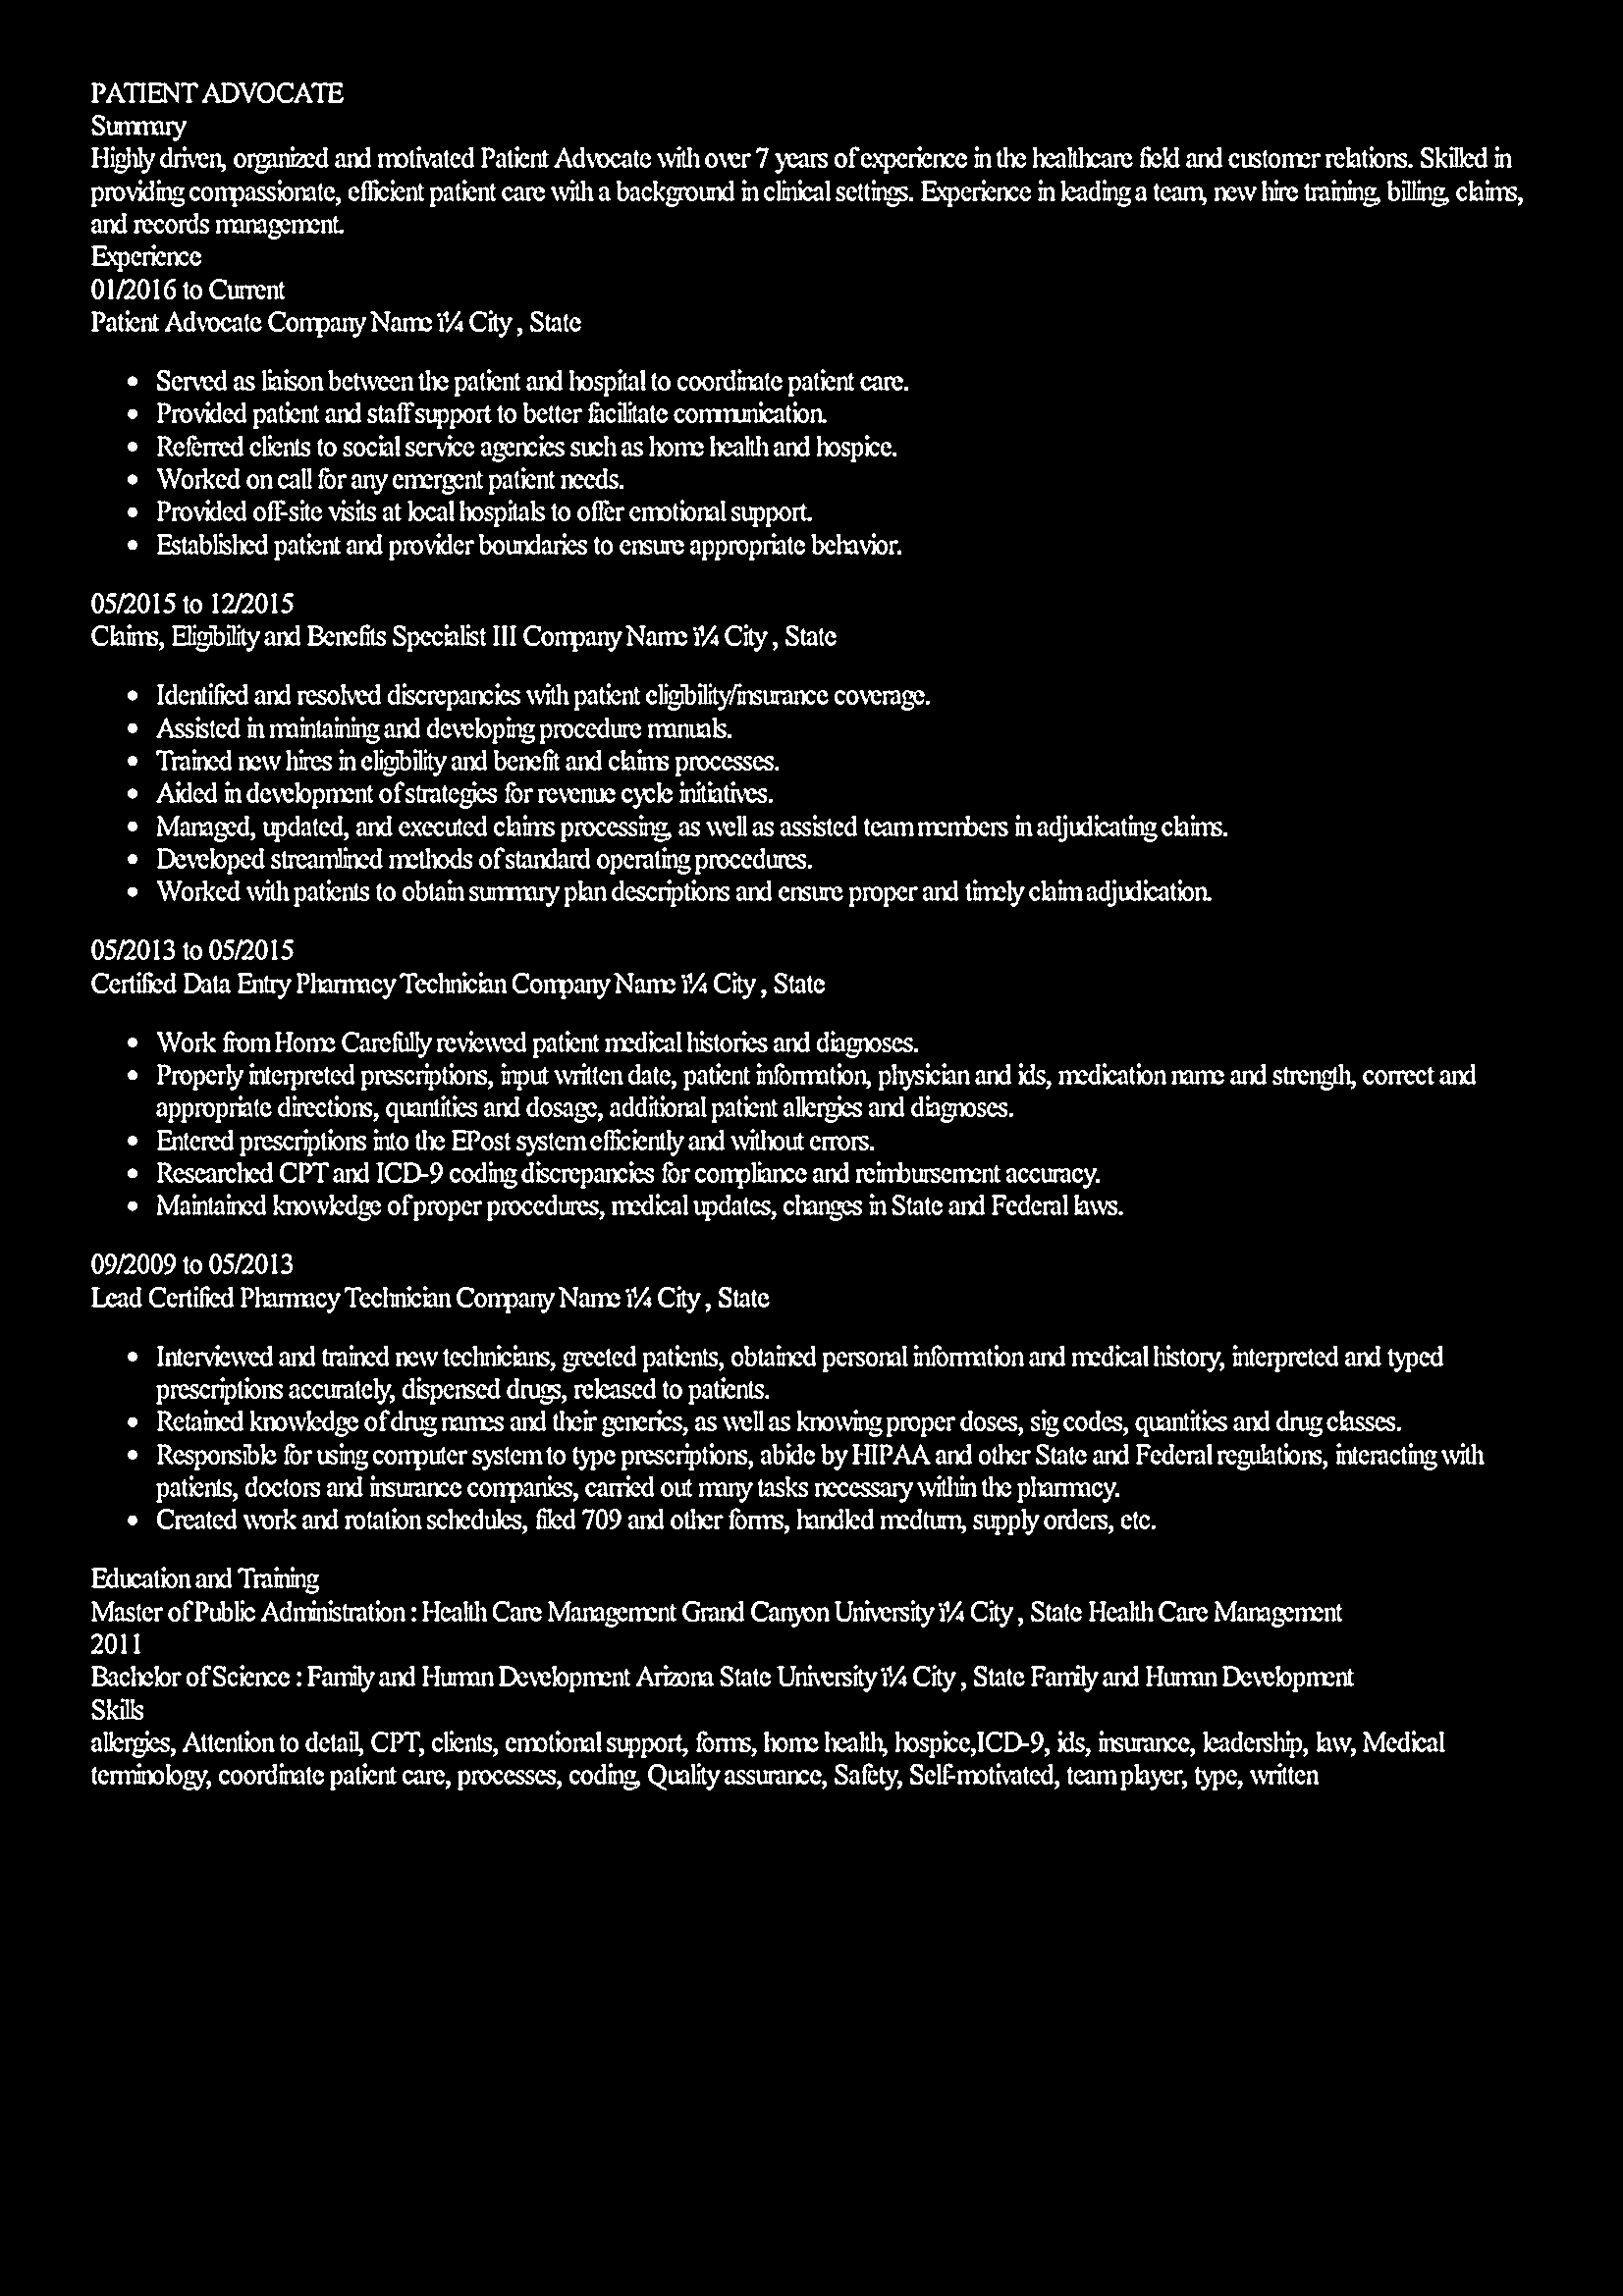 PATIENT ADVOCATE
Summary
Highly driven, organized and motivated Patient Advocate with over 7 years of experience in the healthcare field and customer relations. Skilled in
providing compassionate, efficient patient care with a background in clinical settings. Experience in leading a team, new hire training, billing, claims,
and records management.
Experience
01/2016 to Current
Patient Advocate Company Name ï¼ City , State
• Served as liaison between the patient and hospital to coordinate patient care.
• Provided patient and staff support to better facilitate communication.
• Referred clients to social service agencies such as home health and hospice.
• Worked on call for any emergent patient needs.
• Provided off-site visits at local hospitals to offer emotional support.
• Established patient and provider boundaries to ensure appropriate behavior.
05/2015 to 12/2015
Claims, Eligibility and Benefits Specialist III Company Name ï¼ City , State
• Identified and resolved discrepancies with patient eligibility/insurance coverage.
• Assisted in maintaining and developing procedure manuals.
• Trained new hires in eligibility and benefit and claims processes.
• Aided in development of strategies for revenue cycle initiatives.
• Managed, updated, and executed claims processing, as well as assisted team members in adjudicating claims.
• Developed streamlined methods of standard operating procedures.
• Worked with patients to obtain summary plan descriptions and ensure proper and timely claim adjudication.
05/2013 to 05/2015
Certified Data Entry Pharmacy Technician Company Name ï¼ City , State
• Work from Home Carefully reviewed patient medical histories and diagnoses.
• Properly interpreted prescriptions, input written date, patient information, physician and ids, medication name and strength, correct and
appropriate directions, quantities and dosage, additional patient allergies and diagnoses.
• Entered prescriptions into the EPost system efficiently and without errors.
• Researched CPT and ICD-9 coding discrepancies for compliance and reimbursement accuracy.
• Maintained knowledge of proper procedures, medical updates, changes in State and Federal laws.
09/2009 to 05/2013
Lead Certified Pharmacy Technician Company Name ï¼ City , State
• Interviewed and trained new technicians, greeted patients, obtained personal information and medical history, interpreted and typed
prescriptions accurately, dispensed drugs, released to patients.
• Retained knowledge of drug names and their generics, as well as knowing proper doses, sig codes, quantities and drug classes.
• Responsible for using computer system to type prescriptions, abide by HIPAA and other State and Federal regulations, interacting with
patients, doctors and insurance companies, carried out many tasks necessary within the pharmacy.
• Created work and rotation schedules, filed 709 and other forms, handled medturn, supply orders, etc.
Education and Training
Master of Public Administration : Health Care Management Grand Canyon University ï¼ City , State Health Care Management
2011
Bachelor of Science : Family and Human Development Arizona State University ï¼ City , State Family and Human Development
Skills
allergies, Attention to detail, CPT, clients, emotional support, forms, home health, hospice,ICD-9, ids, insurance, leadership, law, Medical
terminology, coordinate patient care, processes, coding, Quality assurance, Safety, Self-motivated, team player, type, written